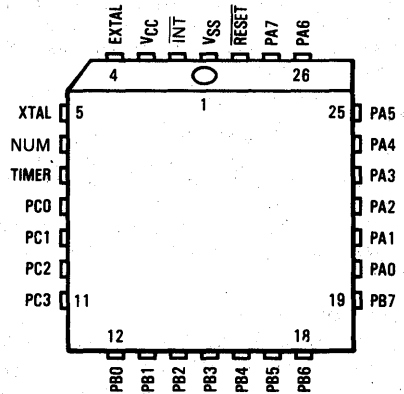 EXTAL VCC INT VSS RESET PA7 PA6
4 26
1
XTAL 5 25 PA5
NUM PA4
TIMER PA3
PC0 PA2
PC1 PA1
PC2 PA0
PC3 11 19 PB7
12 18
PB0 PB1 PB2 PB3 PB4 PB5 PB6